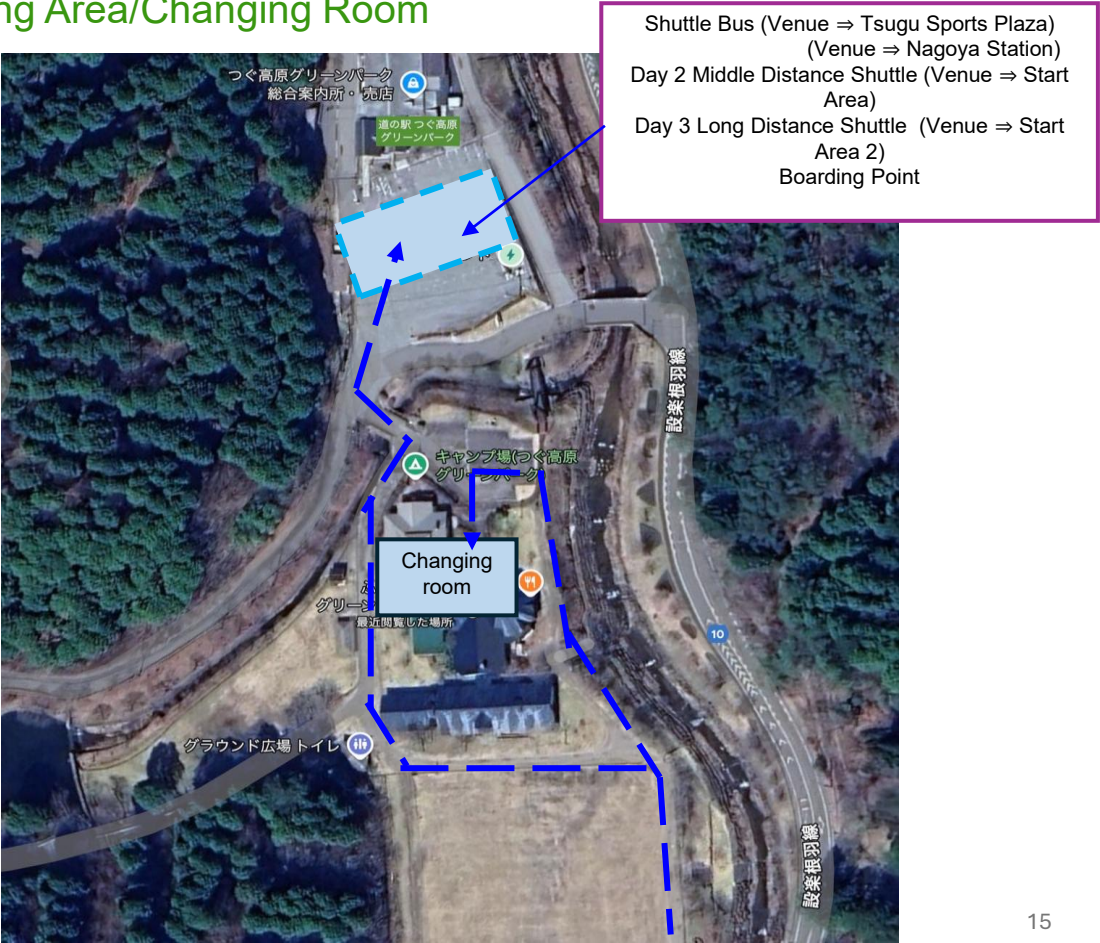 ng Area/Changing Room
Shuttle Bus (Venue ⇒ Tsugu Sports Plaza)
(Venue ⇒ Nagoya Station)
Day 2 Middle Distance Shuttle (Venue ⇒ Start
Area)
Day 3 Long Distance Shuttle (Venue ⇒ Start
Area 2)
Boarding Point
つぐ高原グリーンパーク
総合案内所・売店
道の駅 つぐ高原
グリーンパーク
設楽根羽線
キャンプ場(つぐ高原
グリーンパーク)
Changing
room
グリーン
最近閲覧した場所
10
グラウンド広場 トイレ
設楽根羽線
15